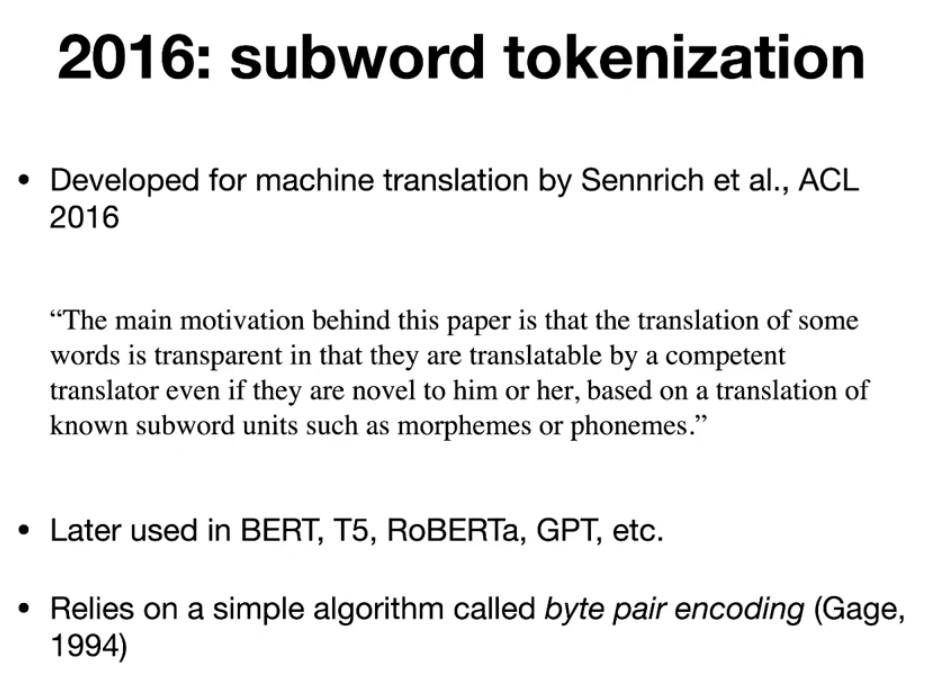 2016: subword tokenization
• Developed for machine translation by Sennrich et al., ACL
2016
“The main motivation behind this paper is that the translation of some
words is transparent in that they are translatable by a competent
translator even if they are novel to him or her, based on a translation of
known subword units such as morphemes or phonemes.”
• Later used in BERT, T5, RoBERTa, GPT, etc.
• Relies on a simple algorithm called byte pair encoding (Gage,
1994)